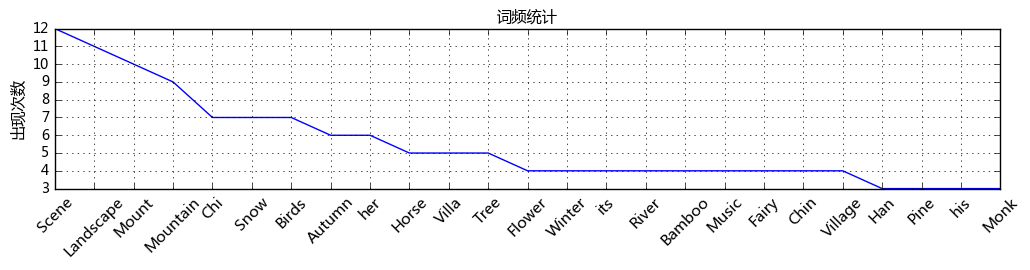 词频统计
出现次数
12
11
10
9
8
7
6
5
4
3
Scene
Landscape
Mount
Mountain
Chi
Snow
Birds
Autumn
her
Horse
Villa
Tree
Flower
Winter
its
River
Bamboo
Music
Fairy
Chin
Village
Han
Pine
his
Monk